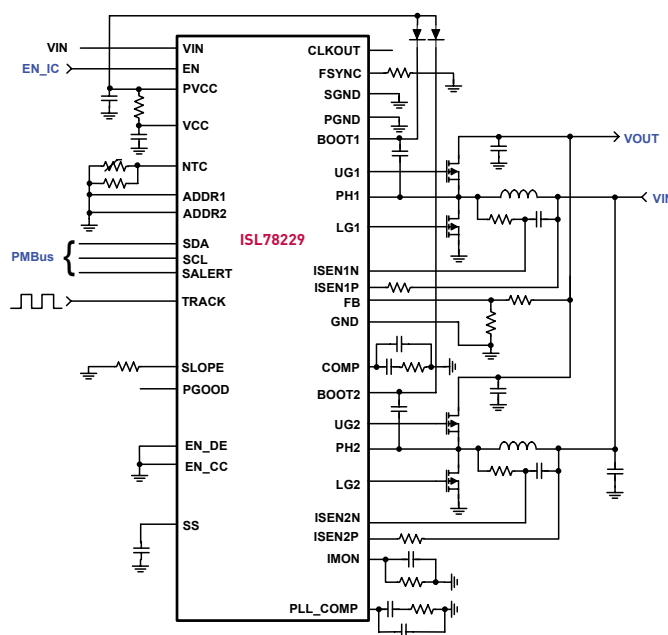 VIN
VIN
EN_IC
EN
PVCC
VCC
NTC
ADDR1
ADDR2
PMBus
SDA
SCL
SALERT
TRACK
SLOPE
PGOOD
EN_DE
EN_CC
SS
ISL78229
CLKOUT
FSYNC
SGND
PGND
BOOT1
UG1
PH1
LG1
ISEN1N
ISEN1P
FB
GND
COMP
BOOT2
UG2
PH2
LG2
ISEN2N
ISEN2P
IMON
PLL_COMP
VOUT